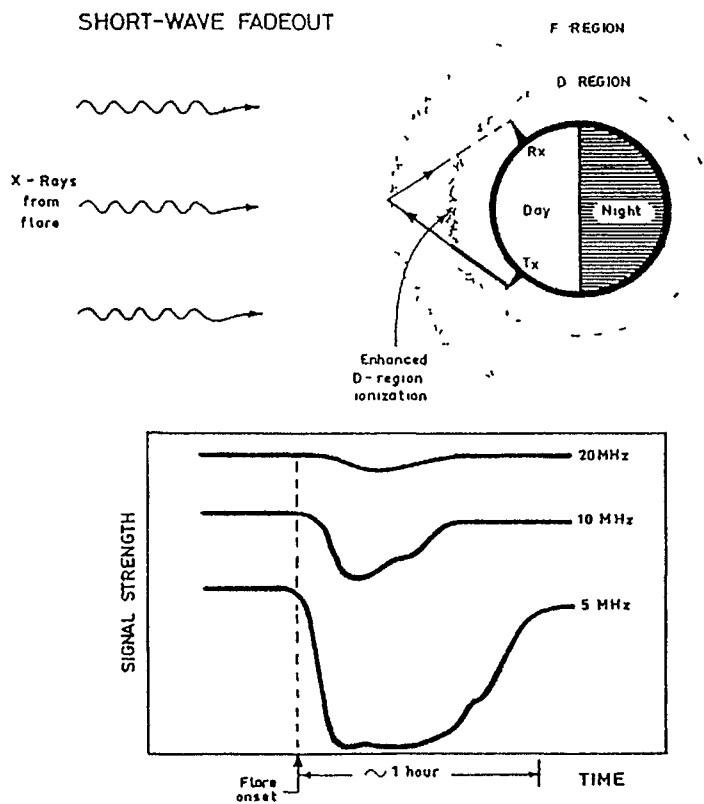 SHORT-WAVE FADEOUT
F REGION
D REGION
X-Rays
from
flare
Rx
Day
Night
Tx
Enhanced
D-region
ionization
SIGNAL STRENGTH
20 MHz
10 MHz
5 MHz
Flare
onset
~ 1 hour
TIME